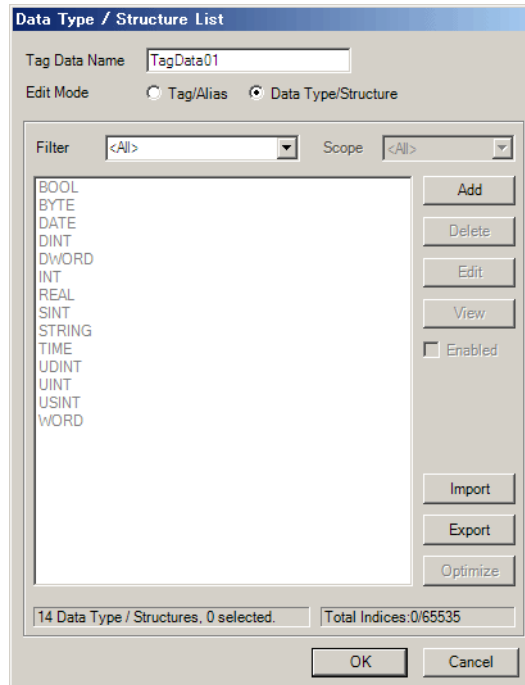 Data Type / Structure List
Tag Data Name TagData01
Edit Mode Tag/Alias Data Type/Structure
Filter <All> Scope <All>
BOOL
BYTE
DATE
DINT
DWORD
INT
REAL
SINT
STRING
TIME
UDINT
UINT
USINT
WORD
Add
Delete
Edit
View
Enabled
Import
Export
Optimize
14 Data Type / Structures, 0 selected. Total Indices:0/65535
OK Cancel